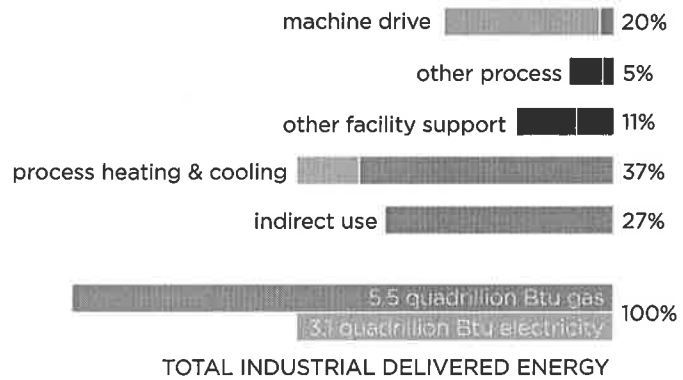 machine drive 20%
other process 5%
other facility support 11%
process heating & cooling 37%
indirect use 27%
5.5 quadrillion Btu gas
100%
3.1 quadrillion Btu electricity
TOTAL INDUSTRIAL DELIVERED ENERGY